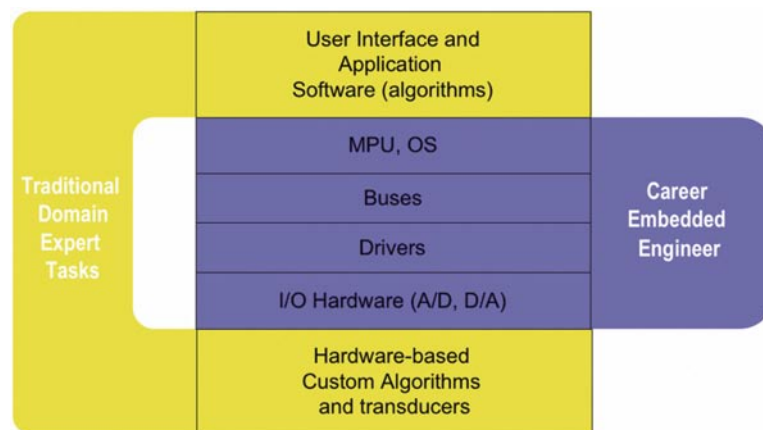 User Interface and
Application
Software (algorithms)
MPU, OS
Buses
Drivers
I/O Hardware (A/D, D/A)
Hardware-based
Custom Algorithms
and transducers
Traditional
Domain
Expert
Tasks
Career
Embedded
Engineer